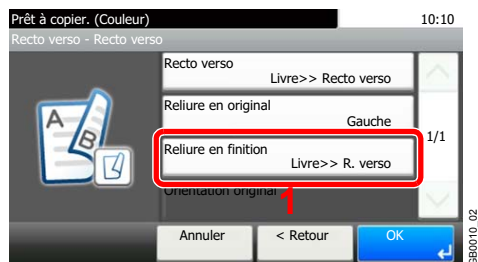 Prêt à copier. (Couleur)
10:10
Recto verso - Recto verso
Recto verso
Livre>> Recto verso
Reliure en original
Gauche
Reliure en finition
Livre>> R. verso
Orientation original
1
1/1
A
B
Annuler
< Retour
OK
GB0010_02